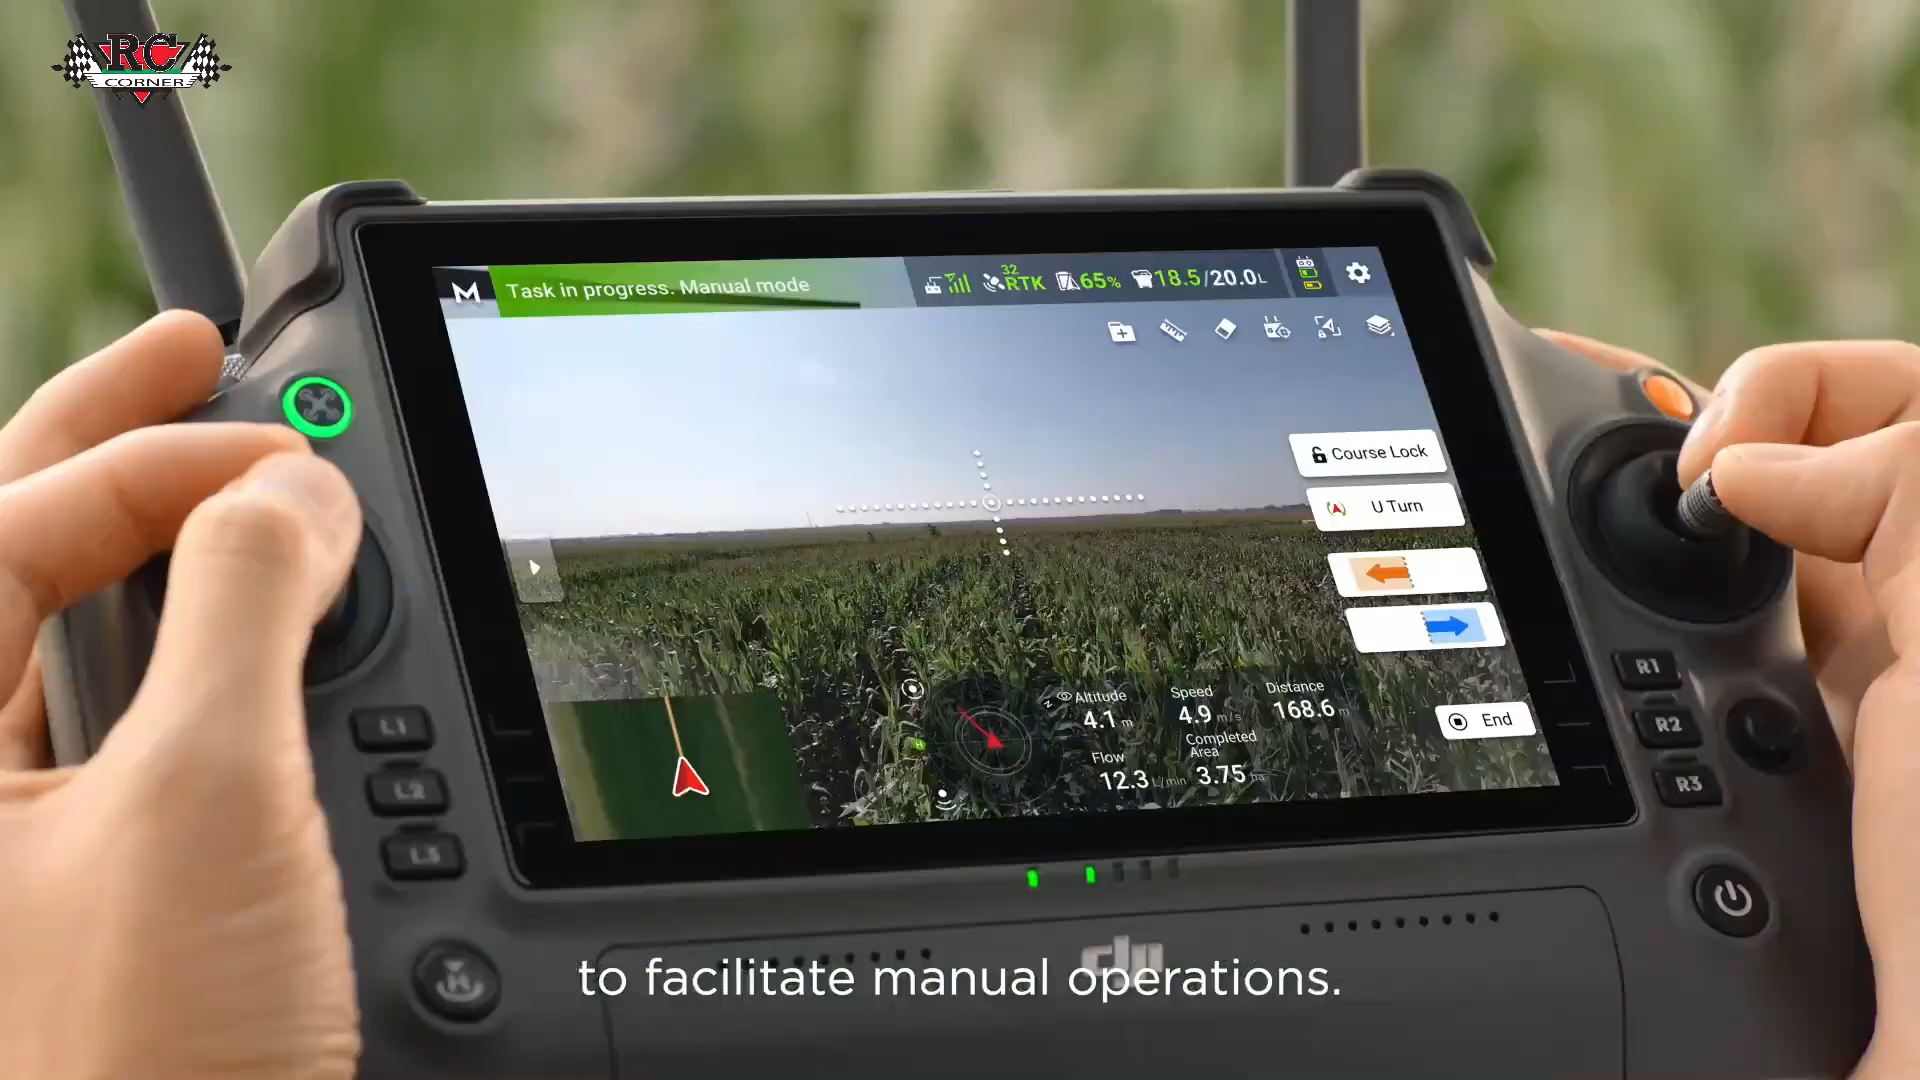 RC
CORNER
M
Task in progress. Manual mode
32
RTK
65%
18.5/20.0L
Course Lock
U Turn
N
Altitude
4.1 m
Speed
4.9 m/s
Distance
168.6 m
H
Flow
12.3 L/min
Completed
Area
3.75 ha
End
L1
L2
L3
R1
R2
R3
H
dji
to facilitate manual operations.